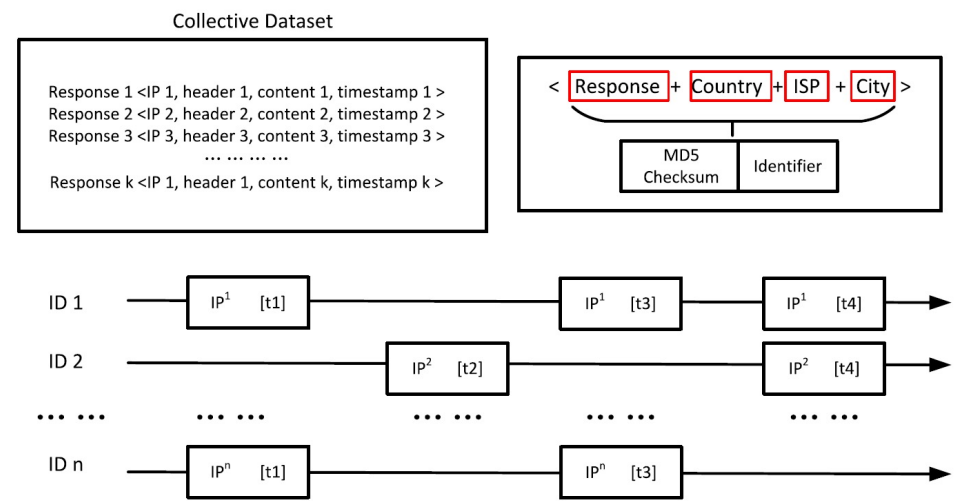 Collective Dataset
Response 1 <IP 1, header 1, content 1, timestamp 1 >
Response 2 <IP 2, header 2, content 2, timestamp 2 >
Response 3 <IP 3, header 3, content 3, timestamp 3 >
... ... ... ...
Response k <IP 1, header 1, content k, timestamp k >
< Response + Country + ISP + City >
MD5 Checksum
Identifier
ID 1 IP¹ [t1] IP¹ [t3] IP¹ [t4]
ID 2 IP² [t2] IP² [t4]
... ... ... ... ... ... ... ... ... ...
ID n IPⁿ [t1] IPⁿ [t3]